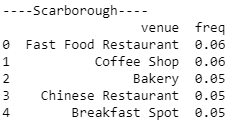 ----Scarborough----
venue freq
0 Fast Food Restaurant 0.06
1 Coffee Shop 0.06
2 Bakery 0.05
3 Chinese Restaurant 0.05
4 Breakfast Spot 0.05